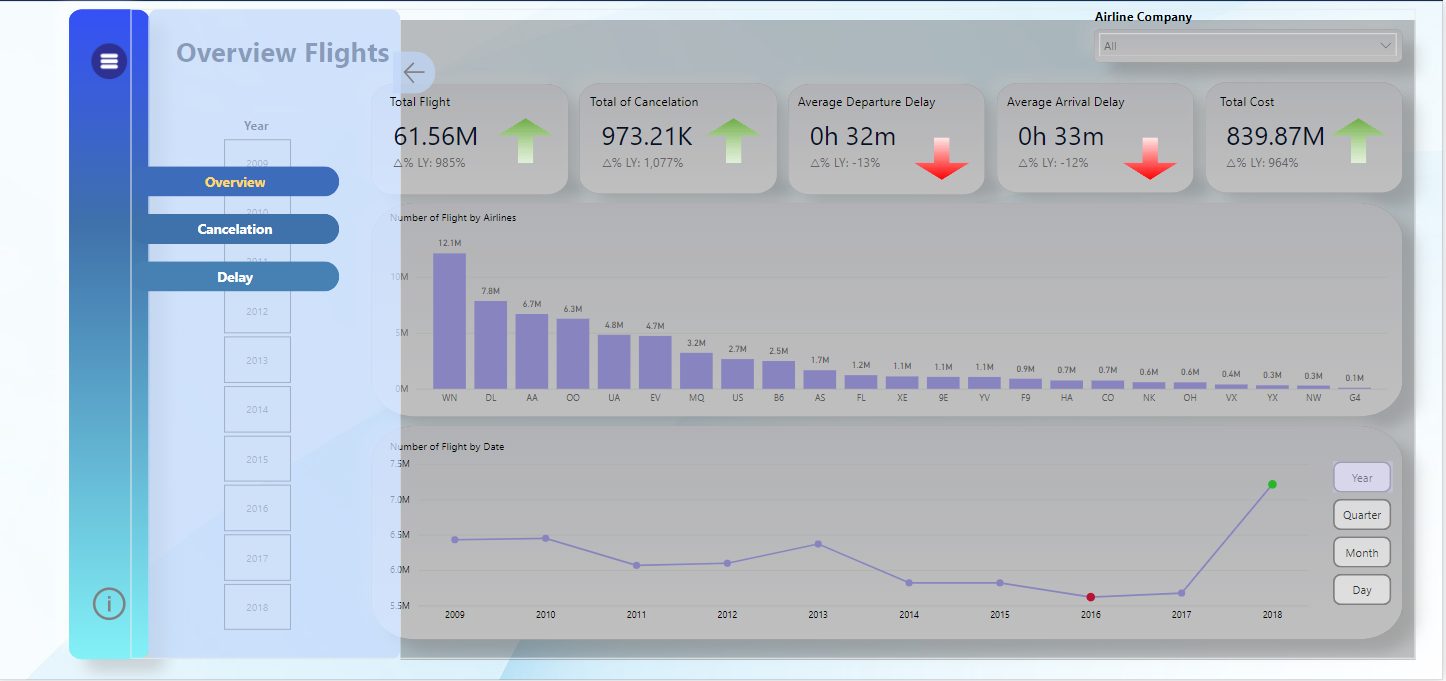 Airline Company
All
Overview Flights
Total Flight
61.56M
△% LY: 985%
Total of Cancelation
973.21K
△% LY: 1,077%
Average Departure Delay
0h 32m
△% LY: -13%
Average Arrival Delay
0h 33m
△% LY: -12%
Total Cost
839.87M
△% LY: 964%
Year
2009
Overview
2010
Cancelation
2011
Delay
2012
2013
2014
2015
2016
2017
2018
i
Number of Flight by Airlines
10M
5M
0M
12.1M
7.8M
6.7M
6.3M
4.8M
4.7M
3.2M
2.7M
2.5M
1.7M
1.2M
1.1M
1.1M
1.1M
0.9M
0.7M
0.7M
0.6M
0.6M
0.4M
0.3M
0.3M
0.1M
WN DL AA OO UA EV MQ US B6 AS FL XE 9E YV F9 HA CO NK OH VX YX NW G4
Number of Flight by Date
7.5M
7.0M
6.5M
6.0M
5.5M
2009 2010 2011 2012 2013 2014 2015 2016 2017 2018
Year
Quarter
Month
Day